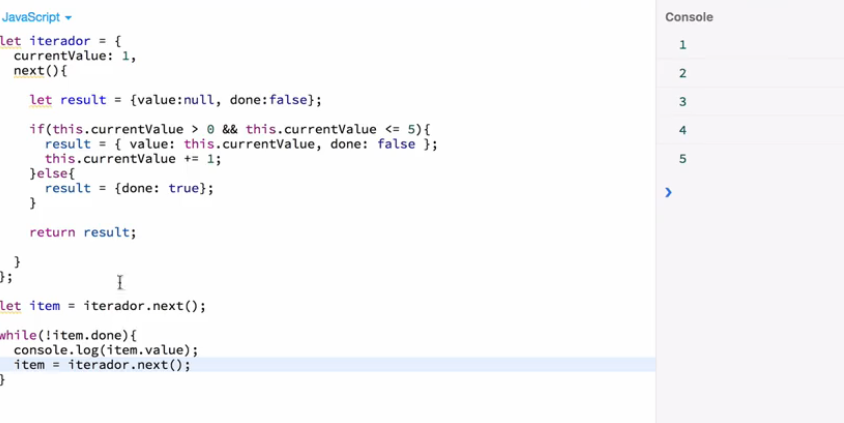 JavaScript
Console
let iterador = {
currentValue: 1,
next(){
let result = {value:null, done:false};
if(this.currentValue > 0 && this.currentValue <= 5){
result = { value: this.currentValue, done: false };
this.currentValue += 1;
}else{
result = {done: true};
}
return result;
}
};
let item = iterador.next();
while(!item.done){
console.log(item.value);
item = iterador.next();
}
1
2
3
4
5